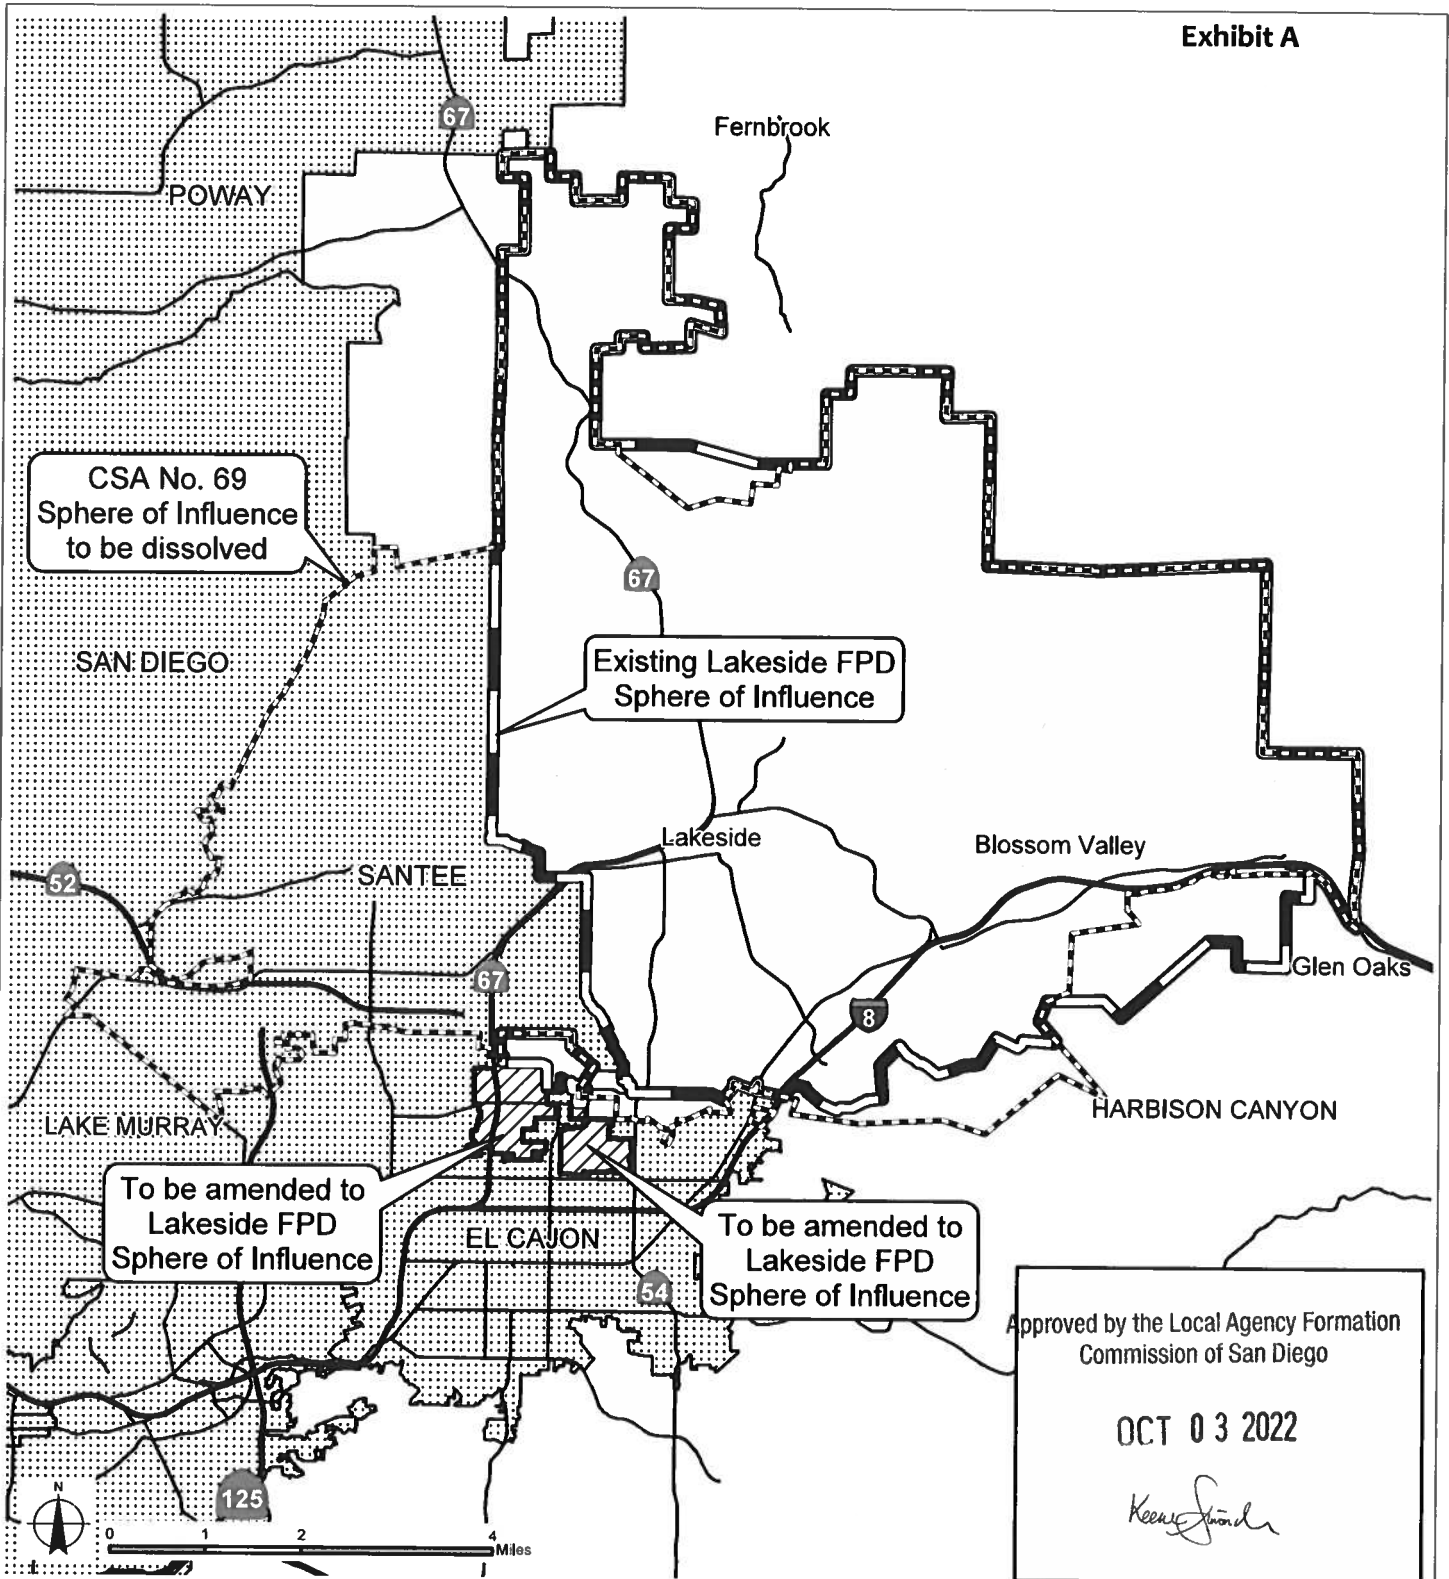 Exhibit A
67
Fernbrook
POWAY
CSA No. 69
Sphere of Influence
to be dissolved
67
SAN DIEGO
Existing Lakeside FPD
Sphere of Influence
Lakeside
Blossom Valley
52
SANTEE
67
Glen Oaks
8
LAKE MURRAY
HARBISON CANYON
To be amended to
Lakeside FPD
Sphere of Influence
EL CAJON
To be amended to
Lakeside FPD
Sphere of Influence
54
Approved by the Local Agency Formation
Commission of San Diego
OCT 03 2022
N
125
0 1 2 4
Miles